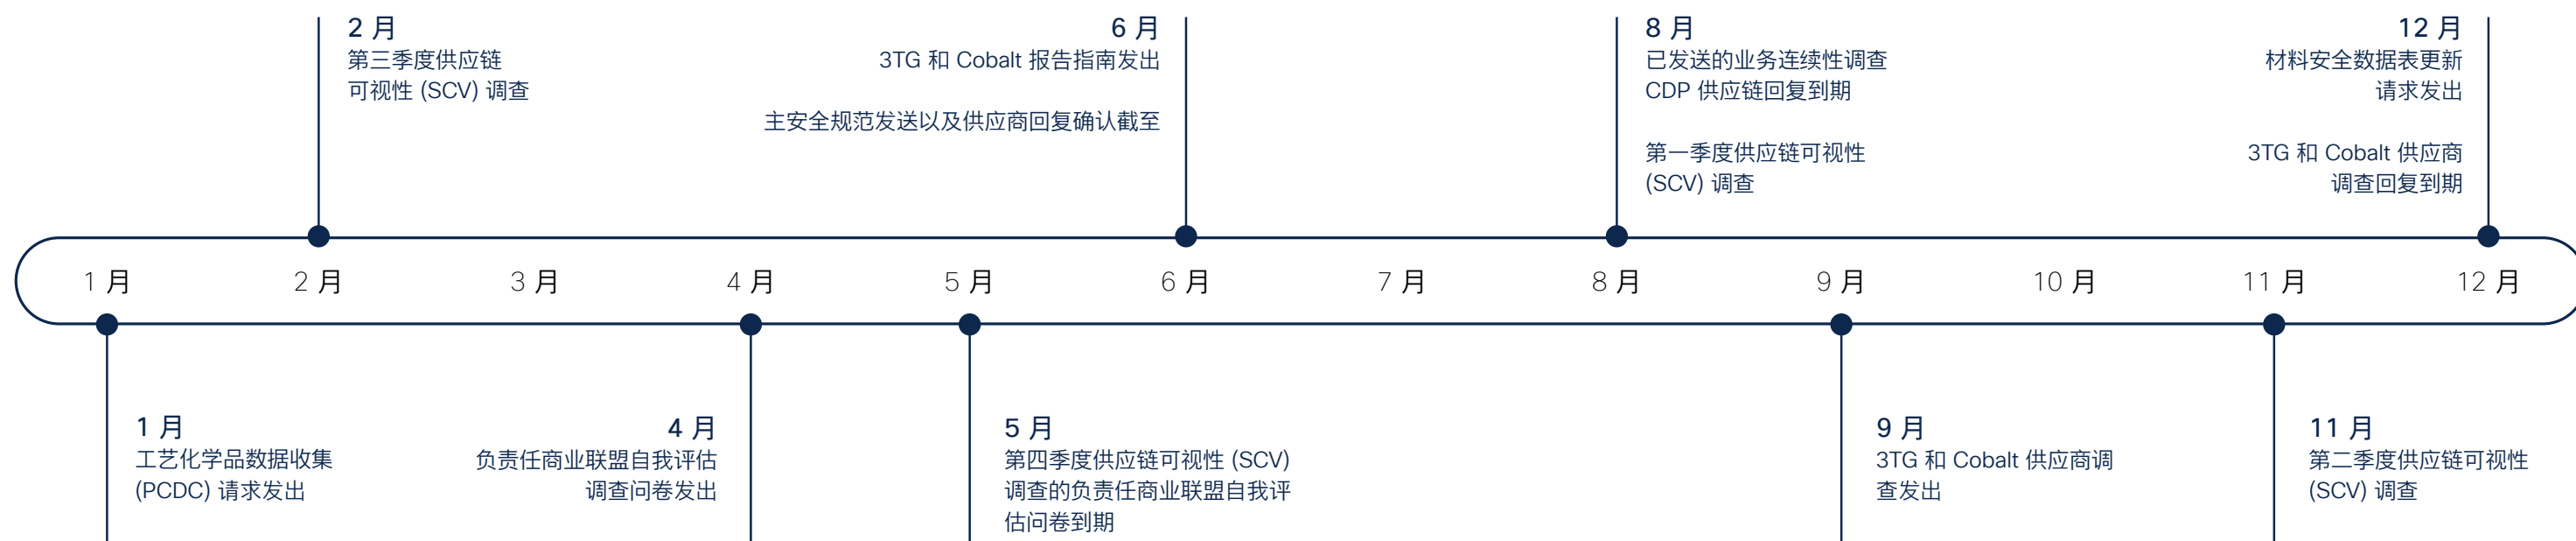 2 月
第三季度供应链
可视性 (SCV) 调查
6 月
3TG 和 Cobalt 报告指南发出
主安全规范发送以及供应商回复确认截至
8 月
已发送的业务连续性调查
CDP 供应链回复到期
第一季度供应链可视性
(SCV) 调查
12 月
材料安全数据表更新
请求发出
3TG 和 Cobalt 供应商
调查回复到期
1 月
2 月
3 月
4 月
5 月
6 月
7 月
8 月
9 月
10 月
11 月
12 月
1 月
工艺化学品数据收集
(PCDC) 请求发出
4 月
负责任商业联盟自我评估
调查问卷发出
5 月
第四季度供应链可视性 (SCV)
调查的负责任商业联盟自我评
估问卷到期
9 月
3TG 和 Cobalt 供应商调
查发出
11 月
第二季度供应链可视性
(SCV) 调查